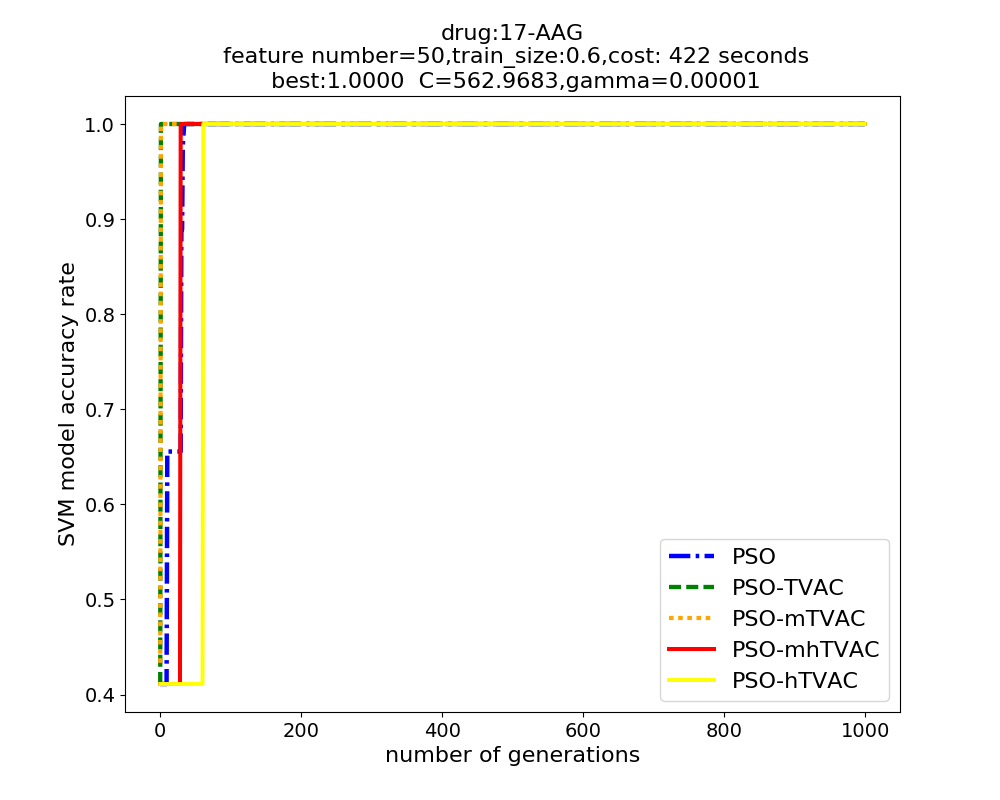 drug:17-AAG
feature number=50,train_size:0.6,cost: 422 seconds
best:1.0000  C=562.9683,gamma=0.00001
1.0
0.9
0.8
0.7
0.6
0.5
0.4
SVM model accuracy rate
PSO
PSO-TVAC
PSO-mTVAC
PSO-mhTVAC
PSO-hTVAC
0 200 400 600 800 1000
number of generations